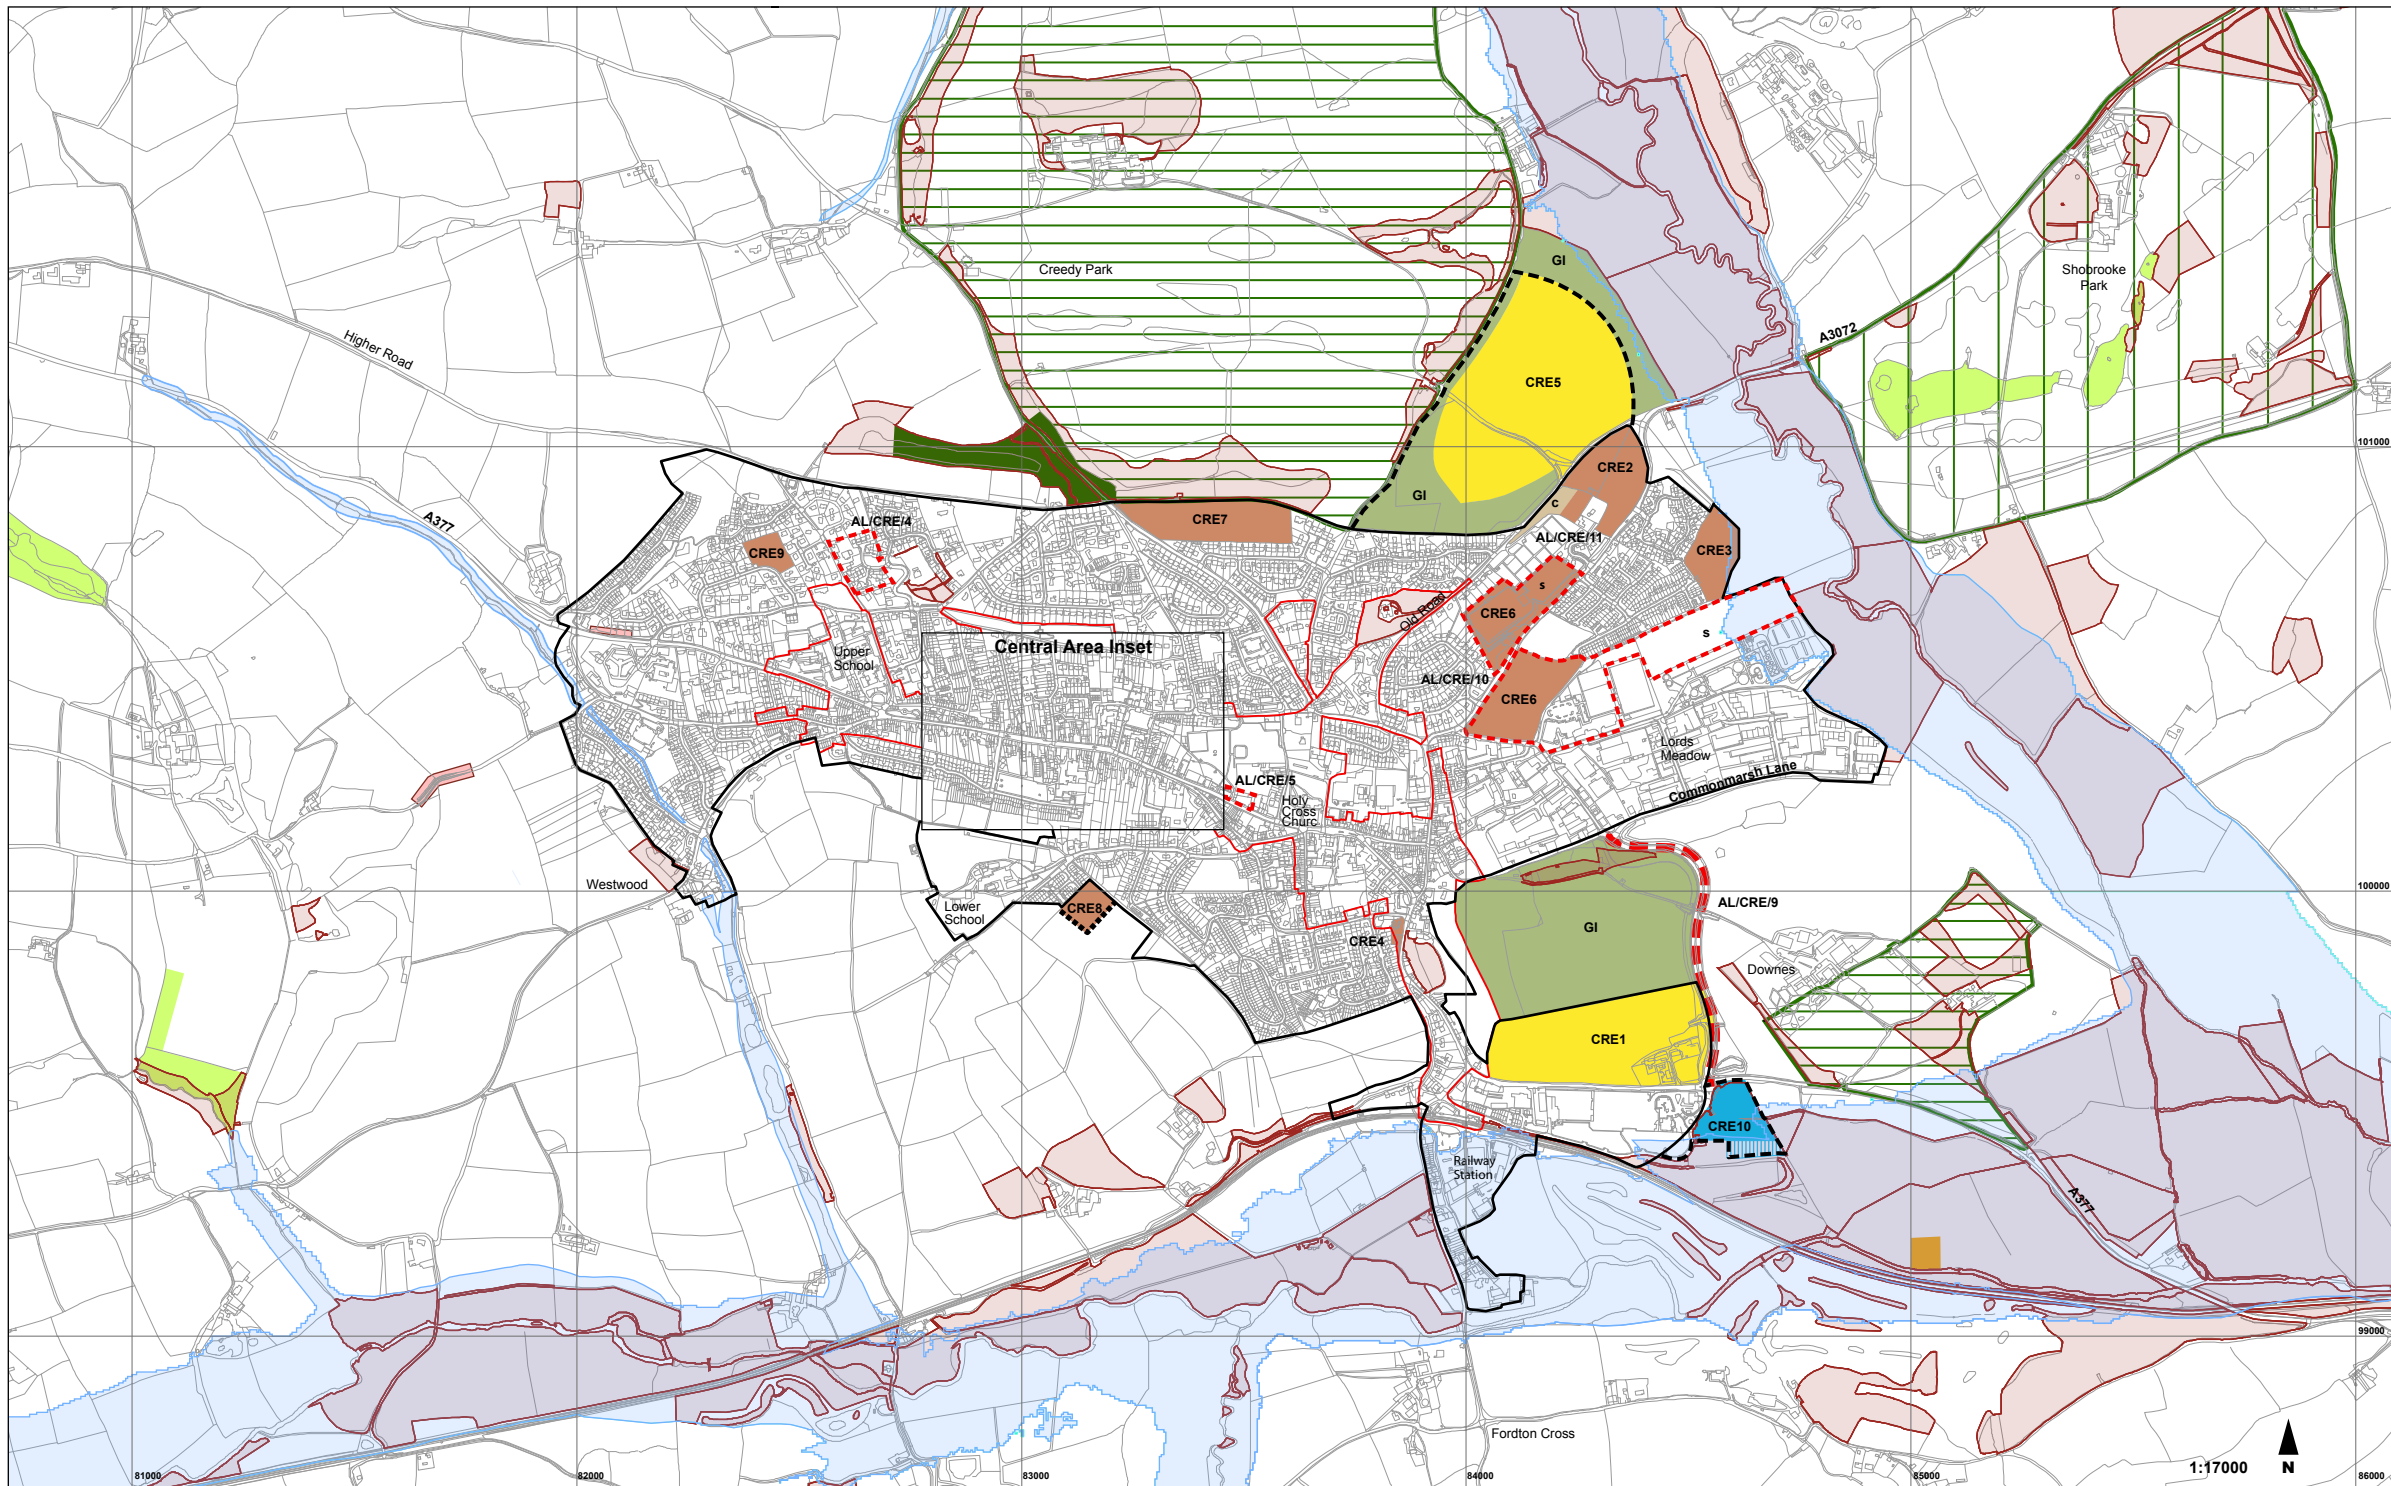 Creedy Park
GI
Shobrooke
Park
A3072
Higher Road
CRE5
101000
CRE2
GI
C
A377
AL/CRE/4
CRE7
CRE9
AL/CRE/11
CRE3
s
Old Road
CRE6
s
Central Area Inset
Upper
School
AL/CRE/10
CRE6
Lords
Meadow
AL/CRE/5
Commonmarsh Lane
Holy
Cross
Churc
Westwood
100000
Lower
School
CRE8
AL/CRE/9
GI
CRE4
Downes
CRE1
CRE10
Railway
Station
A377
99000
Fordton Cross
1:17000
N
81000
82000
83000
84000
85000
86000